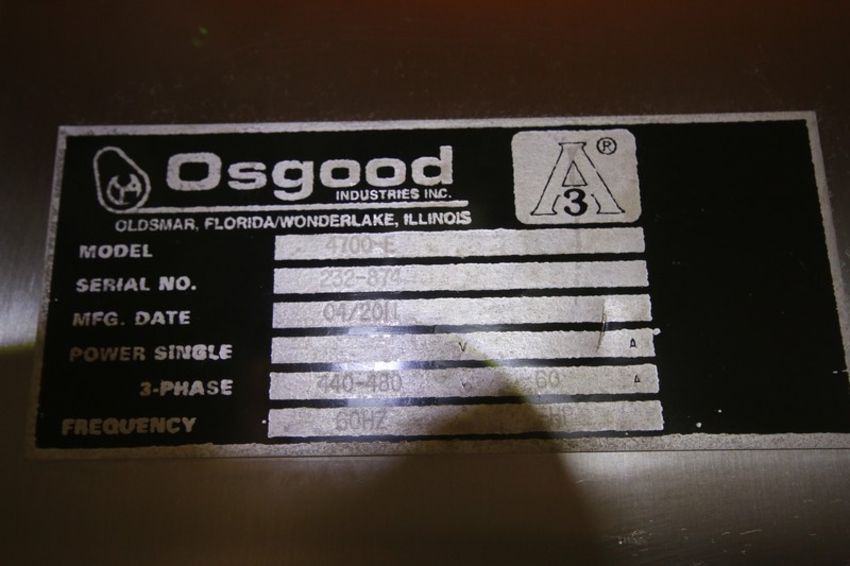 Osgood
INDUSTRIES INC.
A 3 ®
OLDSMAR, FLORIDA/WONDERLAKE, ILLINOIS
MODEL 4700-E
SERIAL NO. 232-874
MFG. DATE 04/2011
POWER SINGLE V A
3-PHASE 440-480 V 60 A
FREQUENCY 60HZ